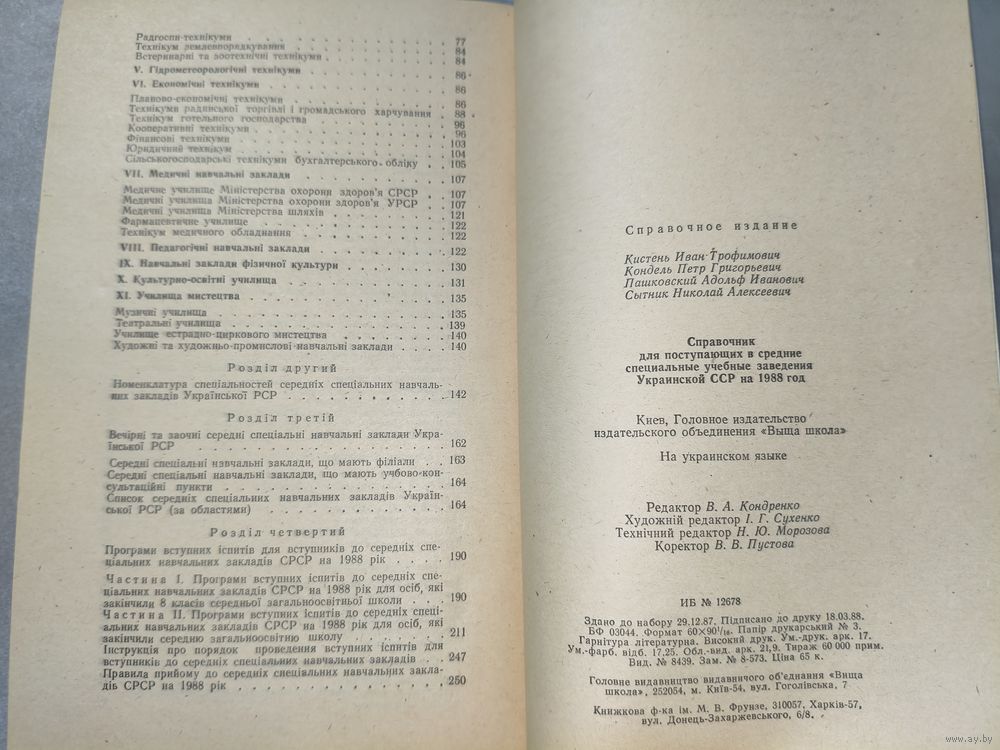 Радгоспи-технікуми . . . . . 77
Технікум землевпорядкування . . . . . 84
Ветеринарні та зоотехнічні технікуми . . . . . 84
V. Гідрометеорологічні технікуми . . . . . 86
VI. Економічні технікуми . . . . . 86
Планово-економічні технікуми . . . . . 86
Технікуми радянської торгівлі і громадського харчування . 88
Технікум готельного господарства . . . . . 96
Кооперативні технікуми . . . . . 96
Фінансові технікуми . . . . . 103
Юридичний технікум . . . . . 104
Сільськогосподарські технікуми бухгалтерського обліку . . 105
VII. Медичні навчальні заклади . . . . . 107
Медичне училище Міністерства охорони здоров'я СРСР . . 107
Медичні училища Міністерства охорони здоров'я УРСР . . 107
Медичні училища Міністерства шляхів . . . . . 121
Фармацевтичне училище . . . . . 122
Технікум медичного обладнання . . . . . 122
VIII. Педагогічні навчальні заклади . . . . . 122
IX. Навчальні заклади фізичної культури . . . . . 130
X. Культурно-освітні училища . . . . . 131
XI. Училища мистецтва . . . . . 135
Музичні училища . . . . . 135
Театральні училища . . . . . 139
Училище естрадно-циркового мистецтва . . . . . 140
Художні та художньо-промислові навчальні заклади . . . . 140
Розділ другий
Номенклатура спеціальностей середніх спеціальних навчаль-
них закладів Української РСР . . . . . 142
Розділ третій
Вечірні та заочні середні спеціальні навчальні заклади Укра-
їнської РСР . . . . . 162
Середні спеціальні навчальні заклади, що мають філіали . . 163
Середні спеціальні навчальні заклади, що мають учбово-кон-
сультаційні пункти . . . . . 164
Список середніх спеціальних навчальних закладів Україн-
ської РСР (за областями) . . . . . 164
Розділ четвертий
Програми вступних іспитів для вступників до середніх спе-
ціальних навчальних закладів СРСР на 1988 рік . . . . 190
Частина I. Програми вступних іспитів до середніх спе-
ціальних навчальних закладів СРСР на 1988 рік для осіб, які
закінчили 8 класів середньої загальноосвітньої школи . . . 190
Частина II. Програми вступних іспитів до середніх спеці-
альних навчальних закладів СРСР на 1988 рік для осіб, які
закінчили середню загальноосвітню школу . . . . . 211
Інструкція про порядок проведення вступних іспитів для
вступників до середніх спеціальних навчальних закладів . . 247
Правила прийому до середніх спеціальних навчальних закла-
дів СРСР на 1988 рік . . . . . 250
Справочное издание
Кистень Иван Трофимович
Кондель Петр Григорьевич
Пашковский Адольф Иванович
Сытник Николай Алексеевич
Справочник
для поступающих в средние
специальные учебные заведения
Украинской ССР на 1988 год
Киев, Головное издательство
издательского объединения «Выща школа»
На украинском языке
Редактор В. А. Кондренко
Художній редактор І. Г. Сухенко
Технічний редактор Н. Ю. Морозова
Коректор В. В. Пустова
ИБ № 12678
Здано до набору 29.12.87. Підписано до друку 18.03.88.
БФ 03044. Формат 60×90¹/₁₆. Папір друкарський № 3.
Гарнітура літературна. Високий друк. Ум.-друк. арк. 17.
Ум.-фарб. відб. 17,25. Обл.-вид. арк. 21,9. Тираж 60 000 прим.
Вид. № 8439. Зам. № 8-573. Ціна 65 к.
Головне видавництво видавничого об'єднання «Вища
школа», 252054, м. Київ-54, вул. Гоголівська, 7
Книжкова ф-ка ім. М. В. Фрунзе, 310057, Харків-57,
вул. Донець-Захаржевського, 6/8.
www.ay.by